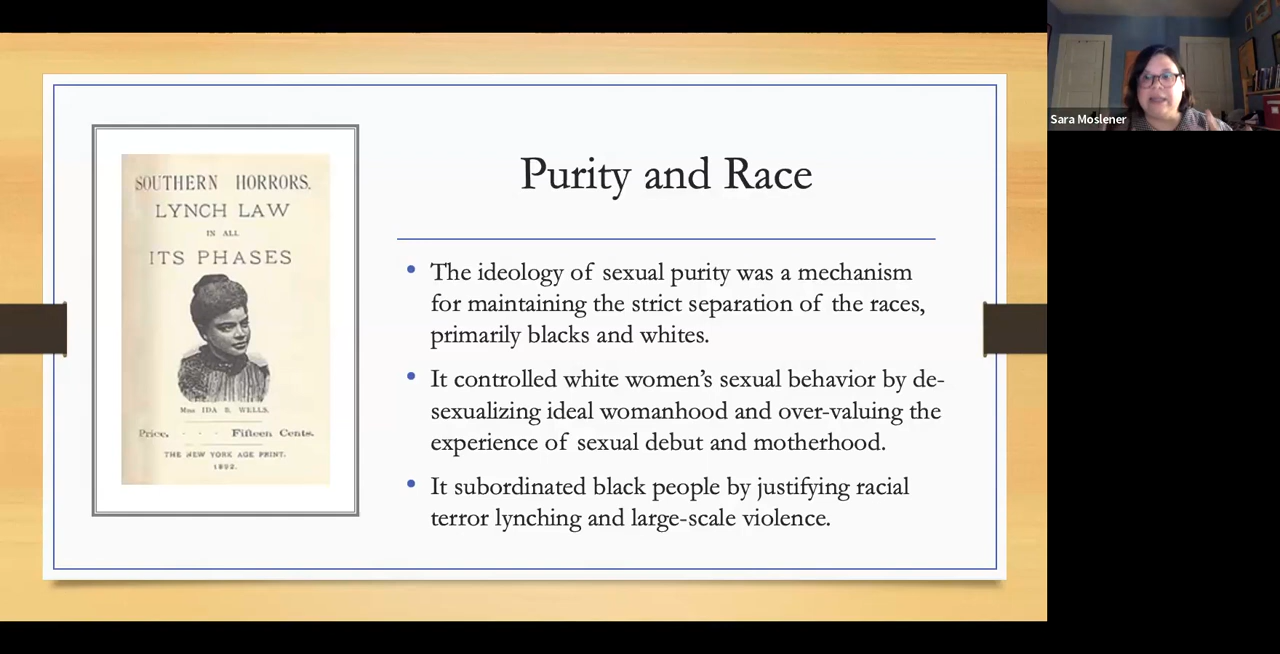 SOUTHERN HORRORS.
LYNCH LAW
IN ALL
ITS PHASES
Miss IDA B. WELLS,
Price, - - - Fifteen Cents.
THE NEW YORK AGE PRINT,
1892.
Purity and Race
• The ideology of sexual purity was a mechanism
for maintaining the strict separation of the races,
primarily blacks and whites.
• It controlled white women’s sexual behavior by de-
sexualizing ideal womanhood and over-valuing the
experience of sexual debut and motherhood.
• It subordinated black people by justifying racial
terror lynching and large-scale violence.
Sara Moslener